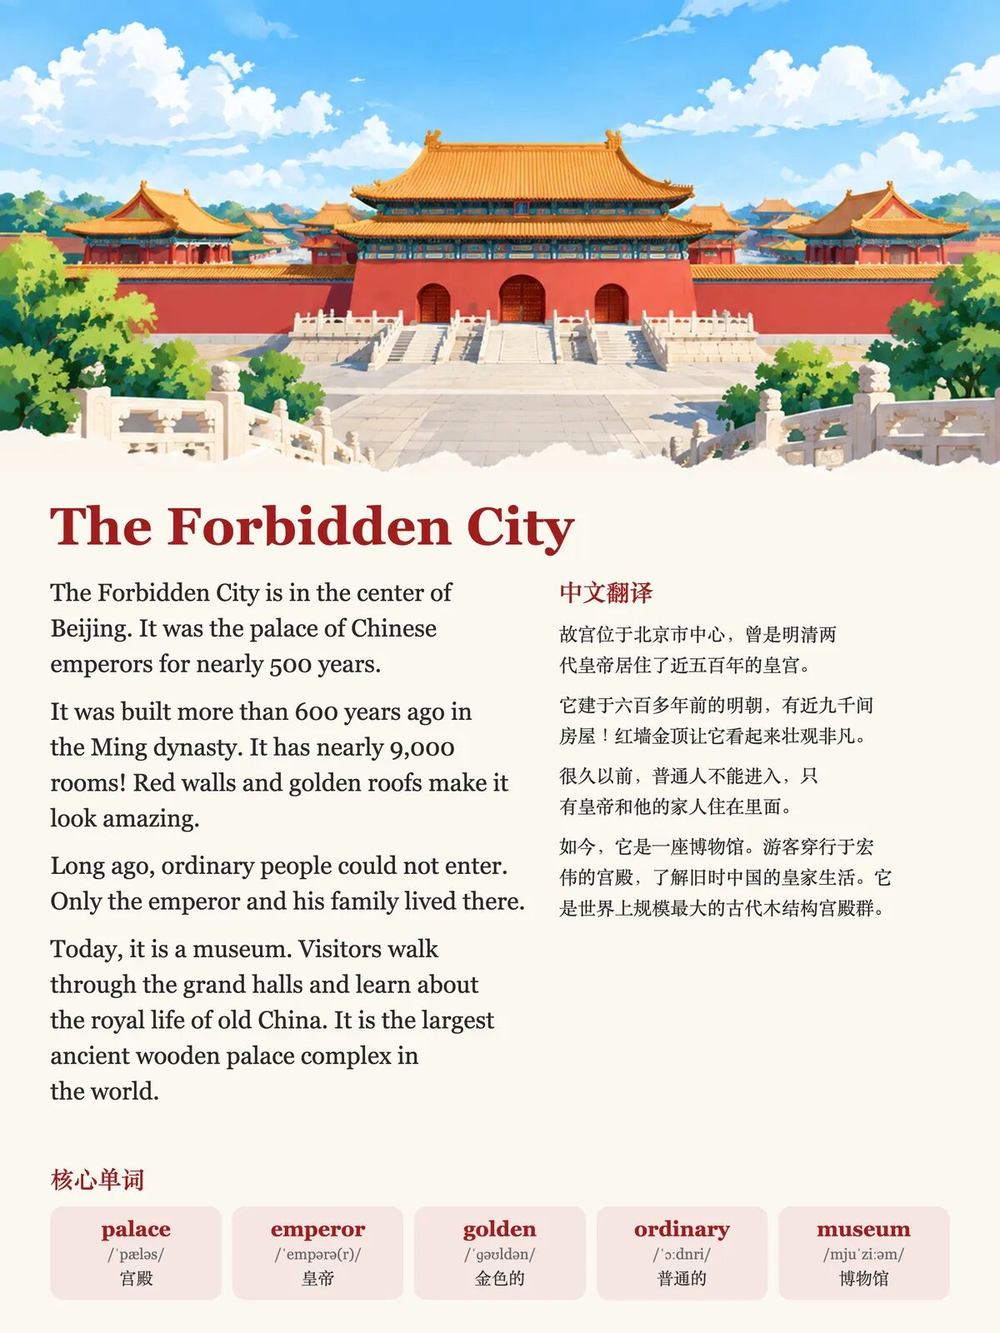 The Forbidden City
The Forbidden City is in the center of
Beijing. It was the palace of Chinese
emperors for nearly 500 years.
It was built more than 600 years ago in
the Ming dynasty. It has nearly 9,000
rooms! Red walls and golden roofs make it
look amazing.
Long ago, ordinary people could not enter.
Only the emperor and his family lived there.
Today, it is a museum. Visitors walk
through the grand halls and learn about
the royal life of old China. It is the largest
ancient wooden palace complex in
the world.
中文翻译
故宫位于北京市中心，曾是明清两
代皇帝居住了近五百年的皇宫。
它建于六百多年前的明朝，有近九千间
房屋！红墙金顶让它看起来壮观非凡。
很久以前，普通人不能进入，只
有皇帝和他的家人住在里面。
如今，它是一座博物馆。游客穿行于宏
伟的宫殿，了解旧时中国的皇家生活。它
是世界上规模最大的古代木结构宫殿群。
核心单词
palace
/ˈpæləs/
宫殿
emperor
/ˈempərə(r)/
皇帝
golden
/ˈɡəʊldən/
金色的
ordinary
/ˈɔːdnri/
普通的
museum
/mjuˈziːəm/
博物馆